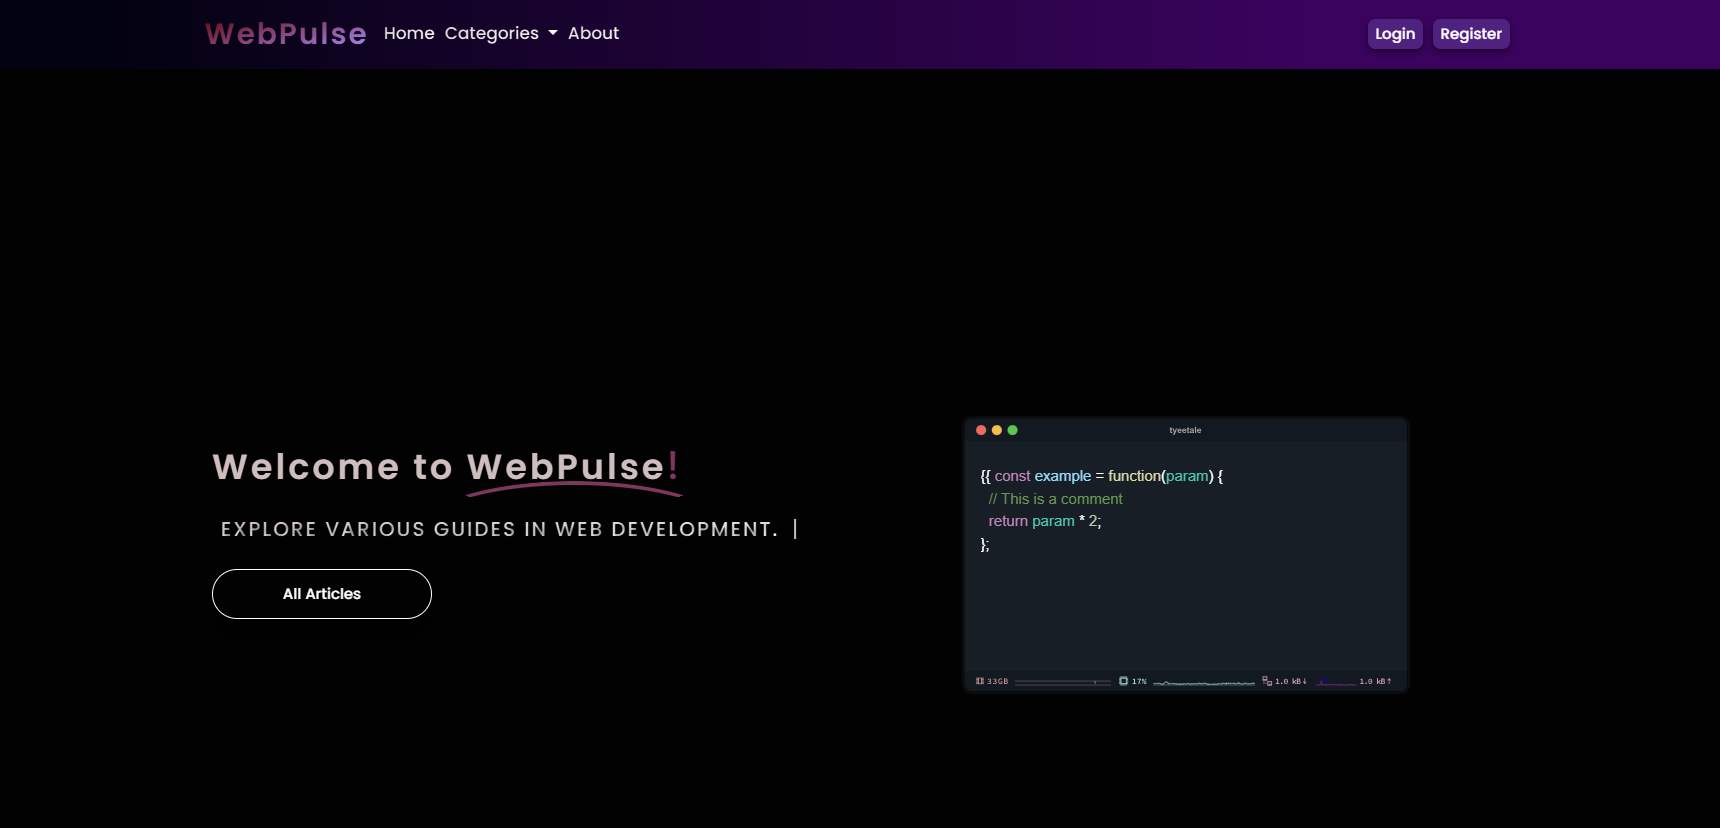 WebPulse Home Categories About Login Register
Welcome to WebPulse!
EXPLORE VARIOUS GUIDES IN WEB DEVELOPMENT. |
All Articles
tyeetale
{{ const example = function(param) {
// This is a comment
return param * 2;
};
33GB 17% 1.0 kB↓ 1.0 kB↑